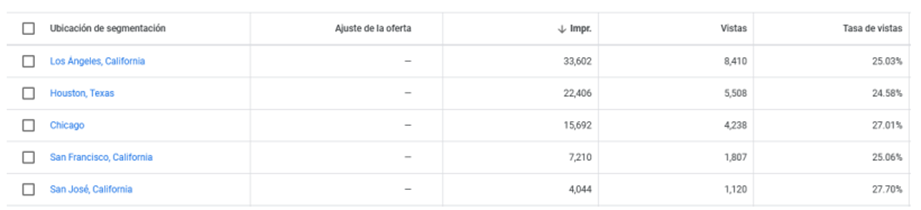 Ubicación de segmentación Ajuste de la oferta ↓ Impr. Vistas Tasa de vistas
Los Ángeles, California — 33,602 8,410 25.03%
Houston, Texas — 22,406 5,508 24.58%
Chicago — 15,692 4,238 27.01%
San Francisco, California — 7,210 1,807 25.06%
San José, California — 4,044 1,120 27.70%